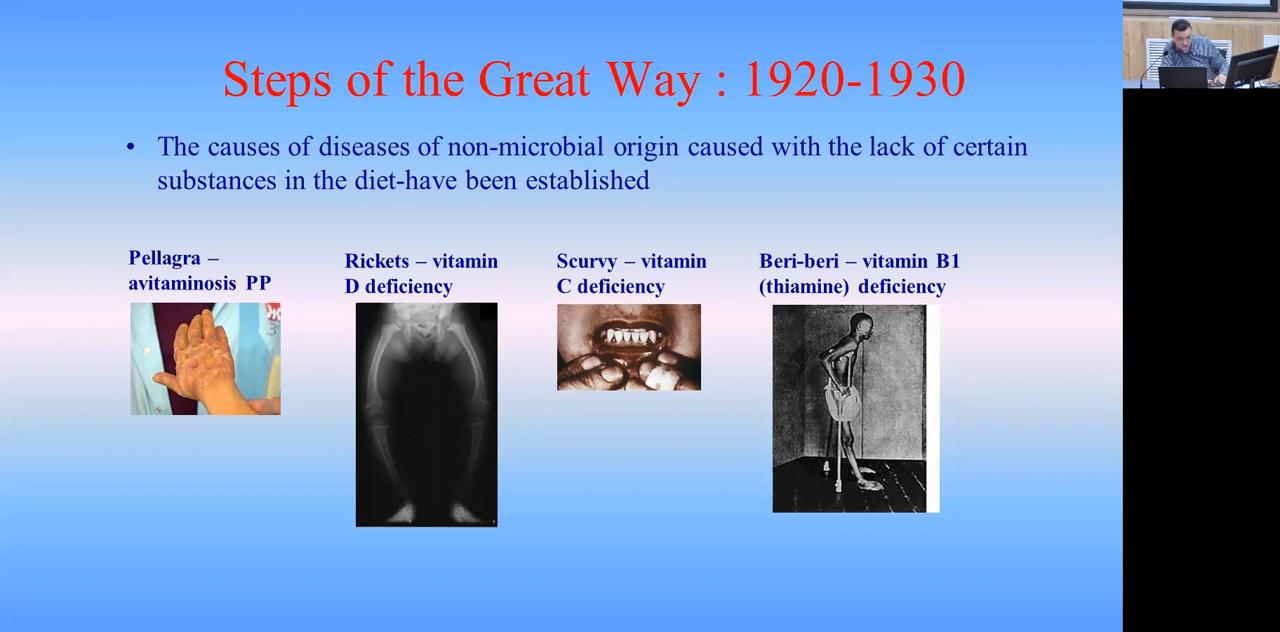 Steps of the Great Way : 1920-1930
• The causes of diseases of non-microbial origin caused with the lack of certain
substances in the diet-have been established
Pellagra –
avitaminosis PP
Rickets – vitamin
D deficiency
Scurvy – vitamin
C deficiency
Beri-beri – vitamin B1
(thiamine) deficiency